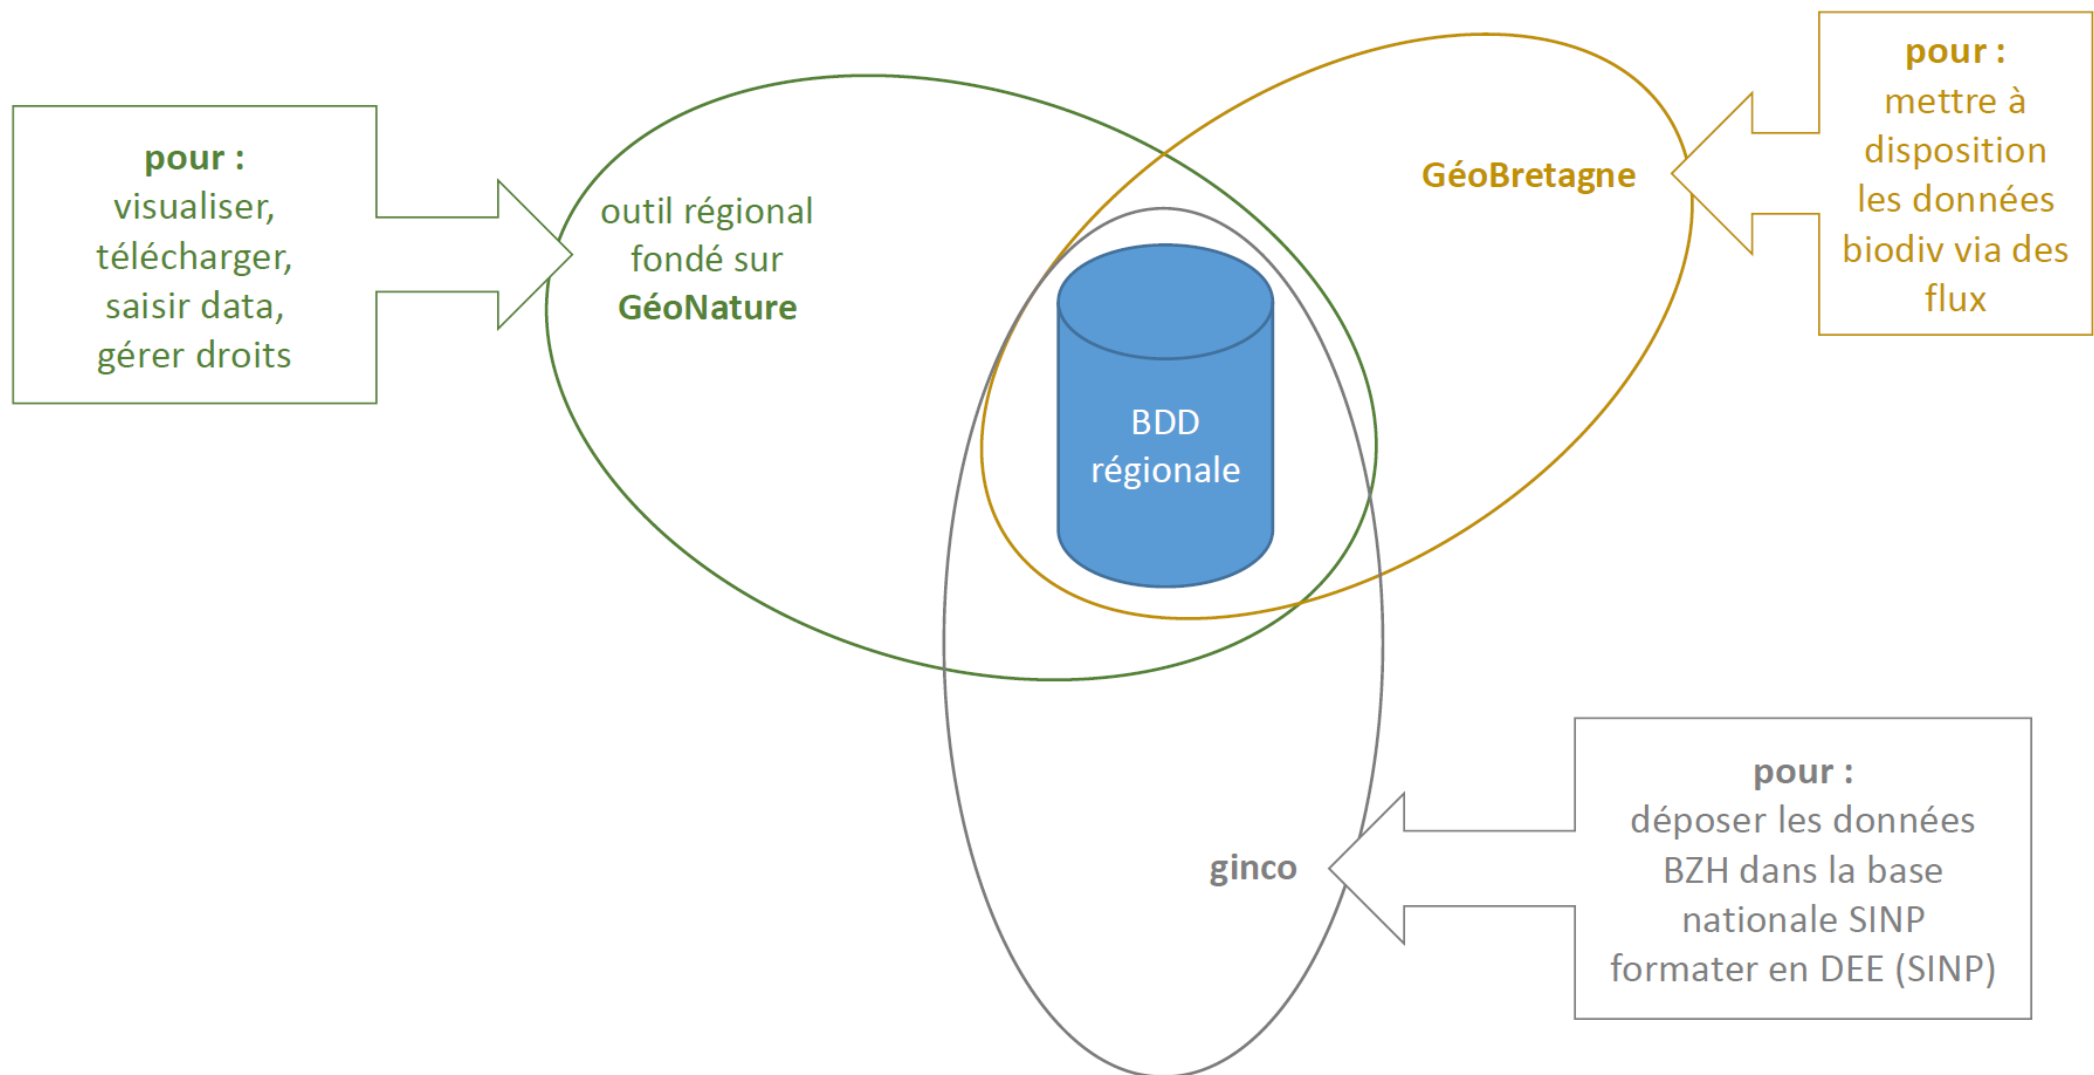 pour :
visualiser,
télécharger,
saisir data,
gérer droits
outil régional
fondé sur
GéoNature
GéoBretagne
pour :
mettre à
disposition
les données
biodiv via des
flux
BDD
régionale
ginco
pour :
déposer les données
BZH dans la base
nationale SINP
formater en DEE (SINP)